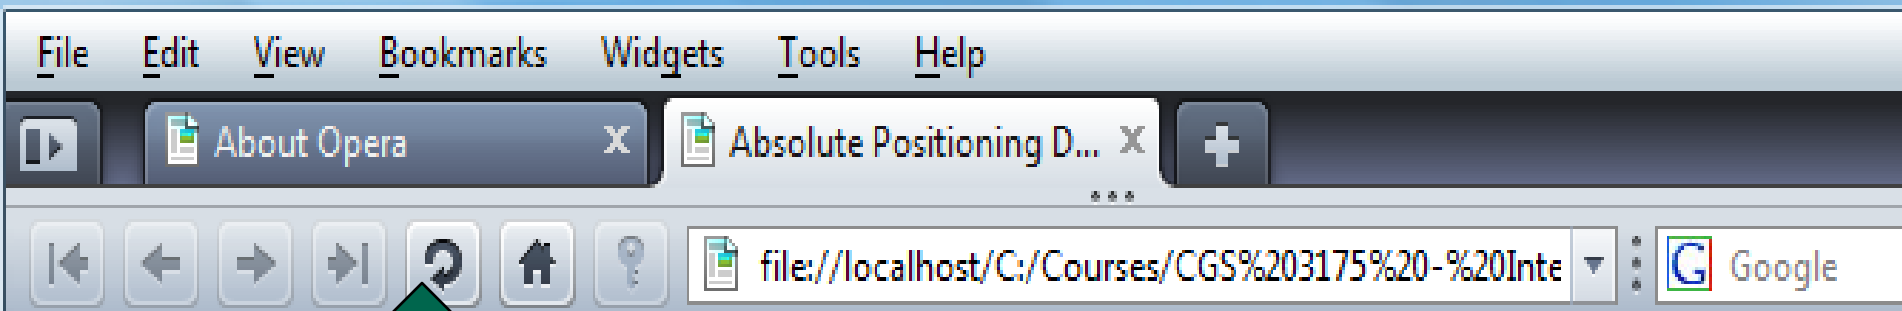 File Edit View Bookmarks Widgets Tools Help
About Opera X Absolute Positioning D... X
file://localhost/C:/Courses/CGS%203175%20-%20Inte G Google